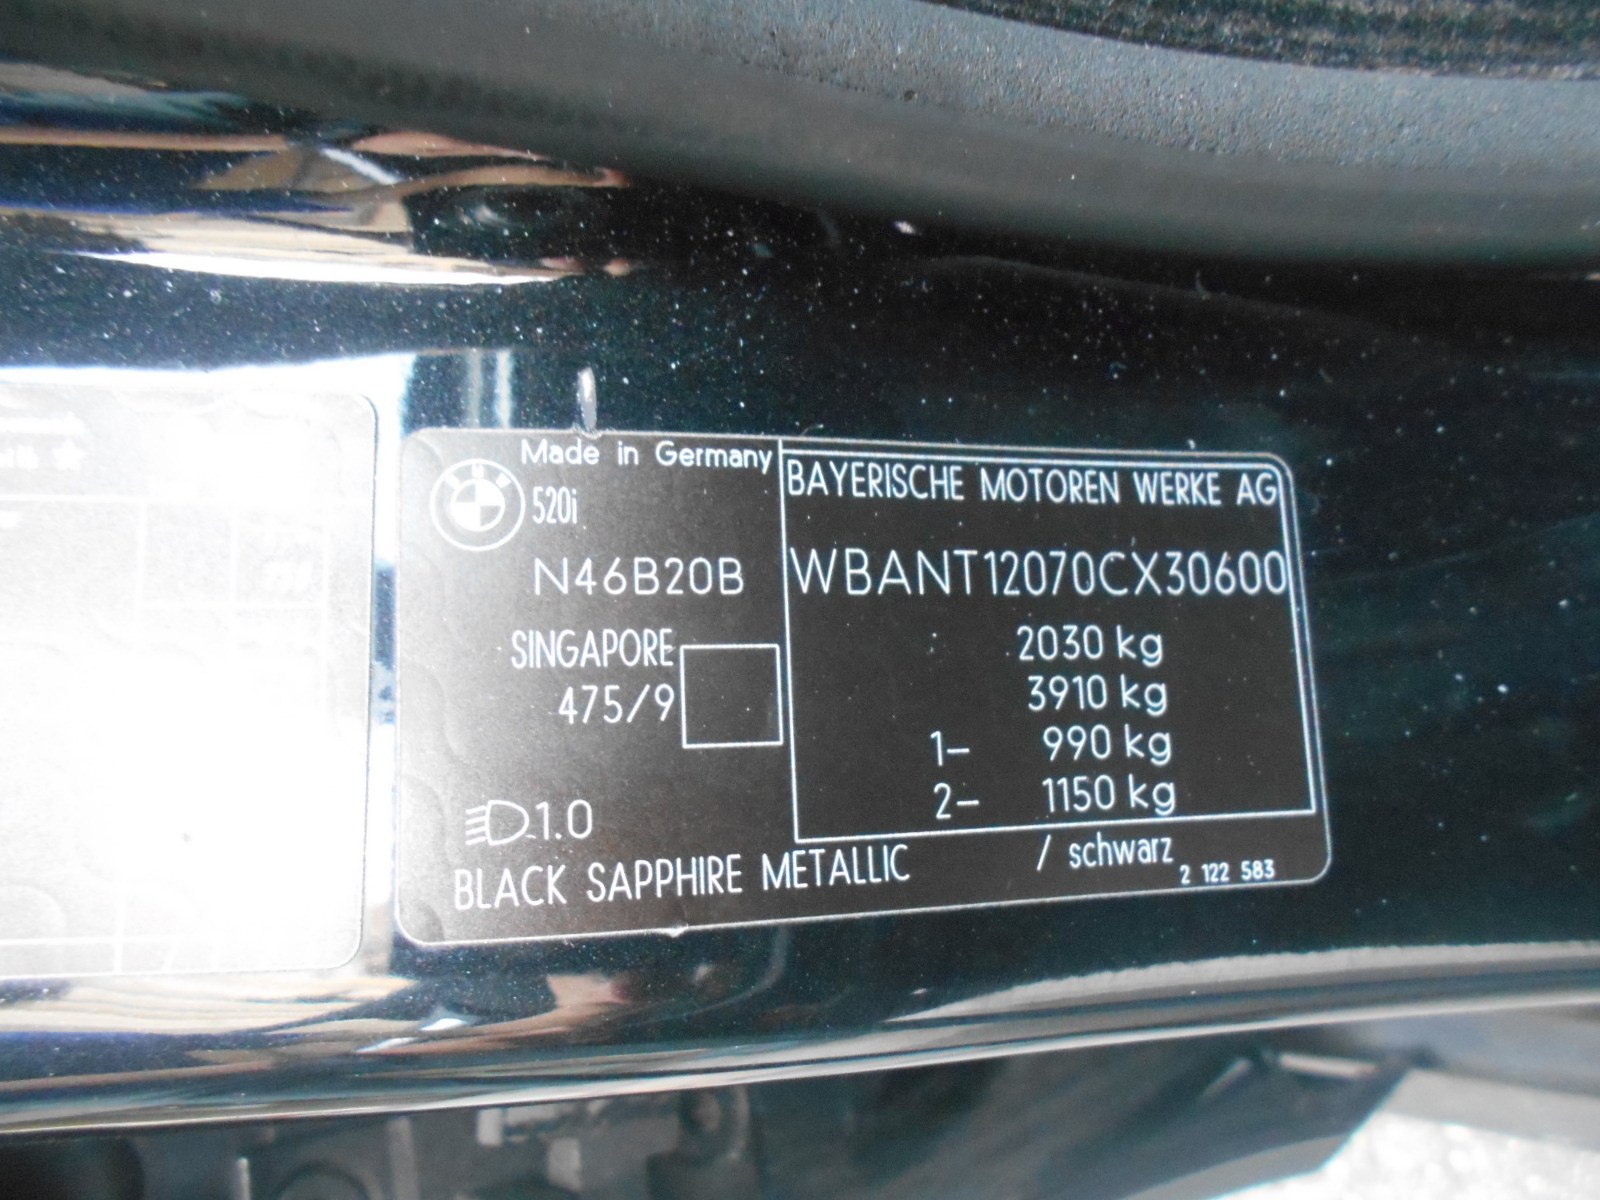 Made in Germany
520i
N46B20B
SINGAPORE
475/9
1.0
BLACK SAPPHIRE METALLIC / schwarz
2 122 583
BAYERISCHE MOTOREN WERKE AG
WBANT12070CX30600
2030 kg
3910 kg
1- 990 kg
2- 1150 kg